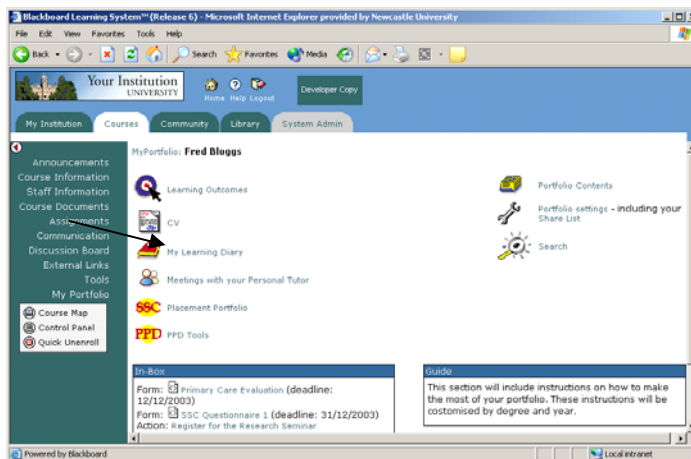 Blackboard Learning System™ (Release 6) - Microsoft Internet Explorer provided by Newcastle University
File Edit View Favorites Tools Help
Back Search Favorites Media
Your Institution
UNIVERSITY
Home Help Logout
Developer Copy
My Institution Courses Community Library System Admin
MyPortfolio: Fred Bloggs
Announcements
Course Information
Staff Information
Course Documents
Assignments
Communication
Discussion Board
External Links
Tools
My Portfolio
Course Map
Control Panel
Quick Unenroll
Learning Outcomes
CV
My Learning Diary
Meetings with your Personal Tutor
SSC Placement Portfolio
PPD PPD Tools
Portfolio Contents
Portfolio settings - including your
Share List
Search
In-Box
Form: Primary Care Evaluation (deadline:
12/12/2003)
Form: SSC Questionnaire 1 (deadline: 31/12/2003)
Action: Register for the Research Seminar
Guide
This section will include instructions on how to make
the most of your portfolio. These instructions will be
costomised by degree and year.
Powered by Blackboard
Local intranet